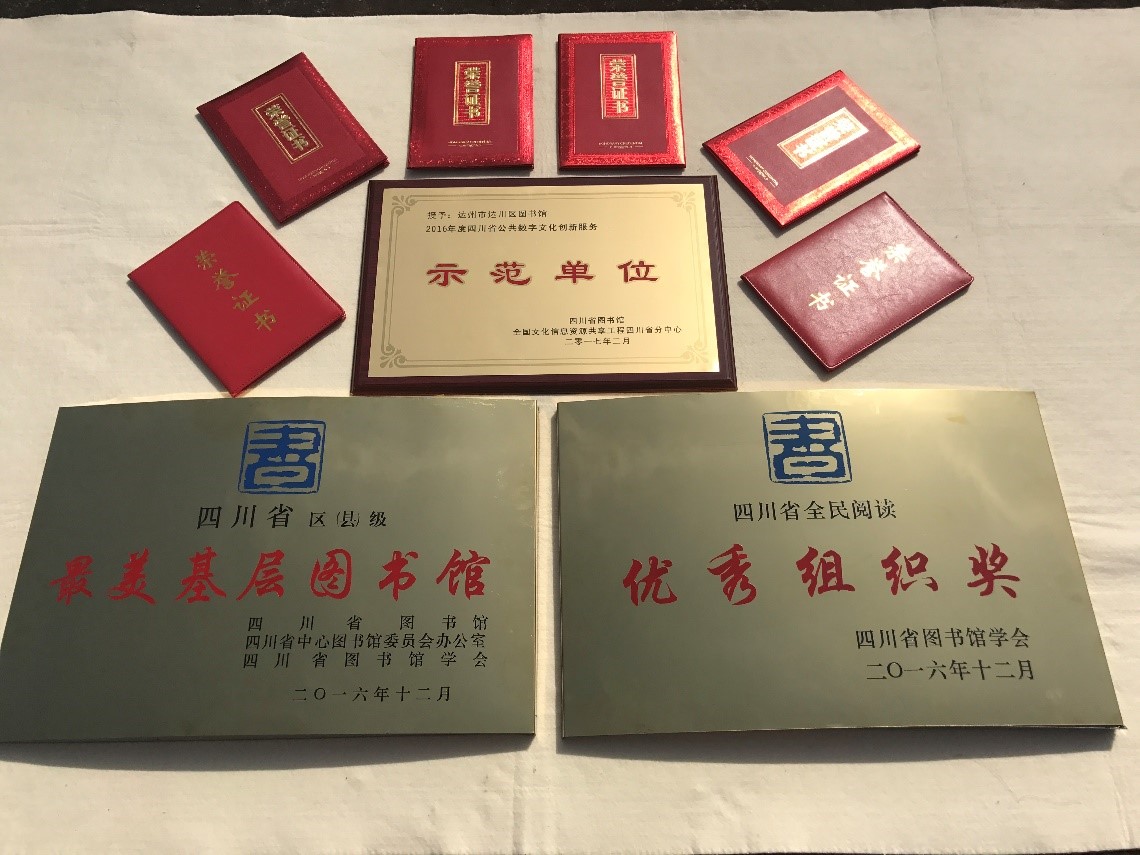 荣誉证书
荣誉证书
荣誉证书
荣誉证书
荣誉证书
荣誉证书
授予：达州市达川区图书馆
2016年度四川省公共数字文化创新服务
示范单位
四川省图书馆
全国文化信息资源共享工程四川省分中心
二零一七年二月
書
四川省 区（县）级
最美基层图书馆
四川省图书馆
四川省中心图书馆委员会办公室
四川省图书馆学会
二〇一六年十二月
書
四川省全民阅读
优秀组织奖
四川省图书馆学会
二〇一六年十二月